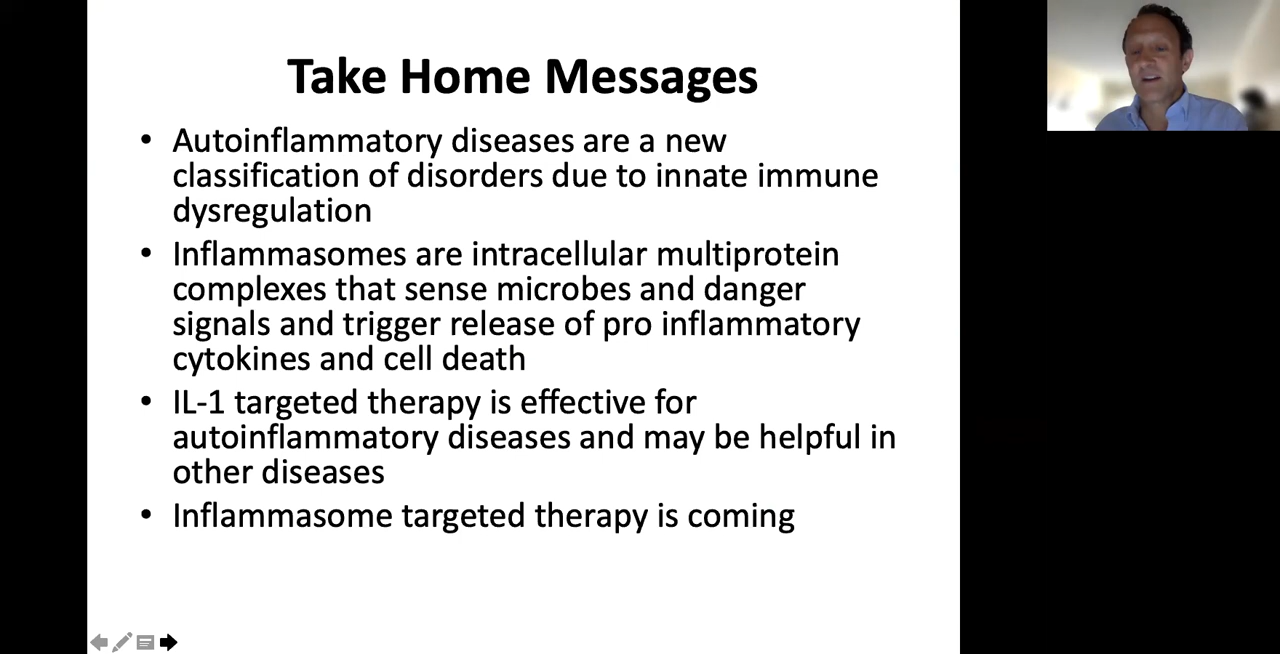 Take Home Messages
• Autoinflammatory diseases are a new
classification of disorders due to innate immune
dysregulation
• Inflammasomes are intracellular multiprotein
complexes that sense microbes and danger
signals and trigger release of pro inflammatory
cytokines and cell death
• IL-1 targeted therapy is effective for
autoinflammatory diseases and may be helpful in
other diseases
• Inflammasome targeted therapy is coming